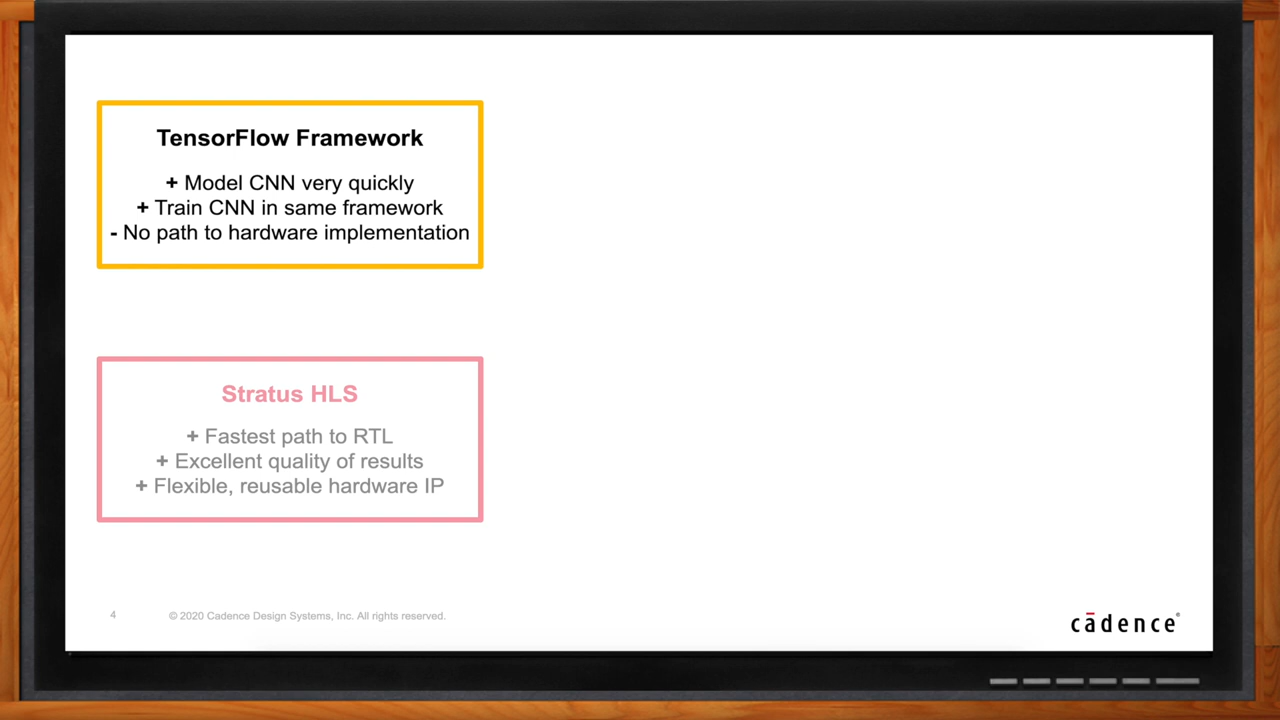 TensorFlow Framework
+ Model CNN very quickly
+ Train CNN in same framework
- No path to hardware implementation
Stratus HLS
+ Fastest path to RTL
+ Excellent quality of results
+ Flexible, reusable hardware IP
4 © 2020 Cadence Design Systems, Inc. All rights reserved.
cādence®